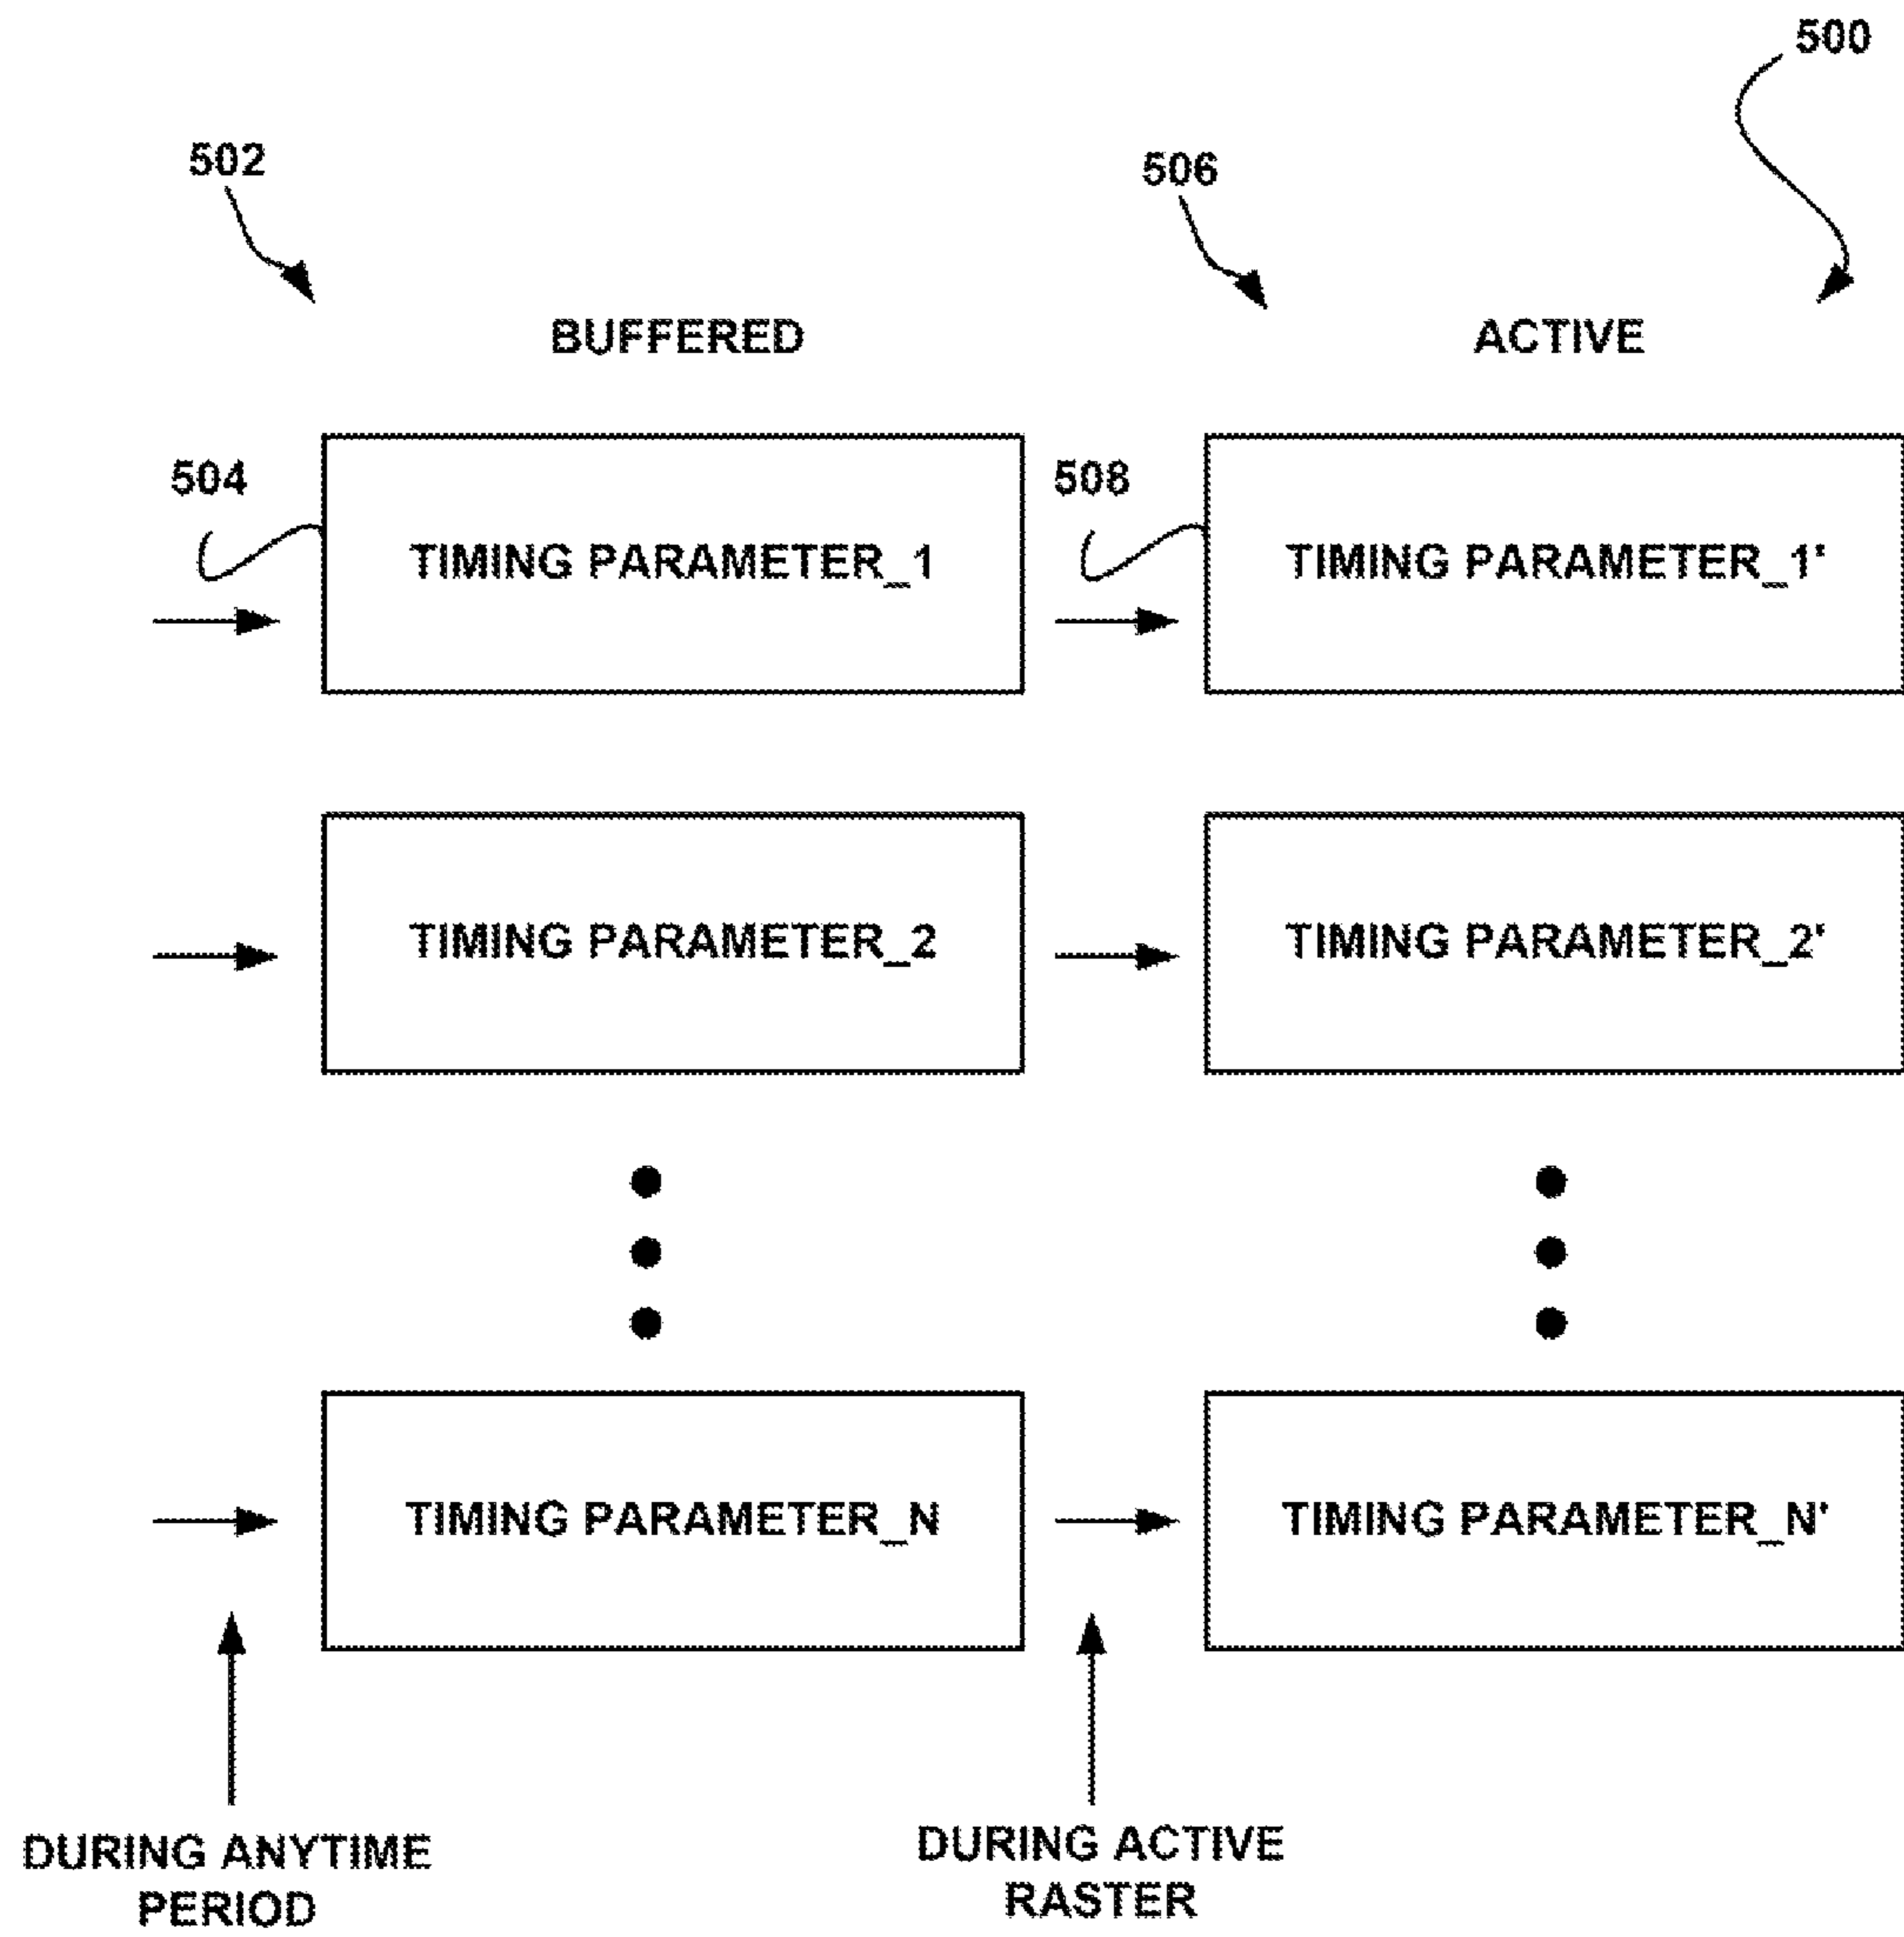 500
502
506
BUFFERED
ACTIVE
504
508
TIMING PARAMETER_1
TIMING PARAMETER_1'
TIMING PARAMETER_2
TIMING PARAMETER_2'
TIMING PARAMETER_N
TIMING PARAMETER_N'
DURING ANYTIME
PERIOD
DURING ACTIVE
RASTER